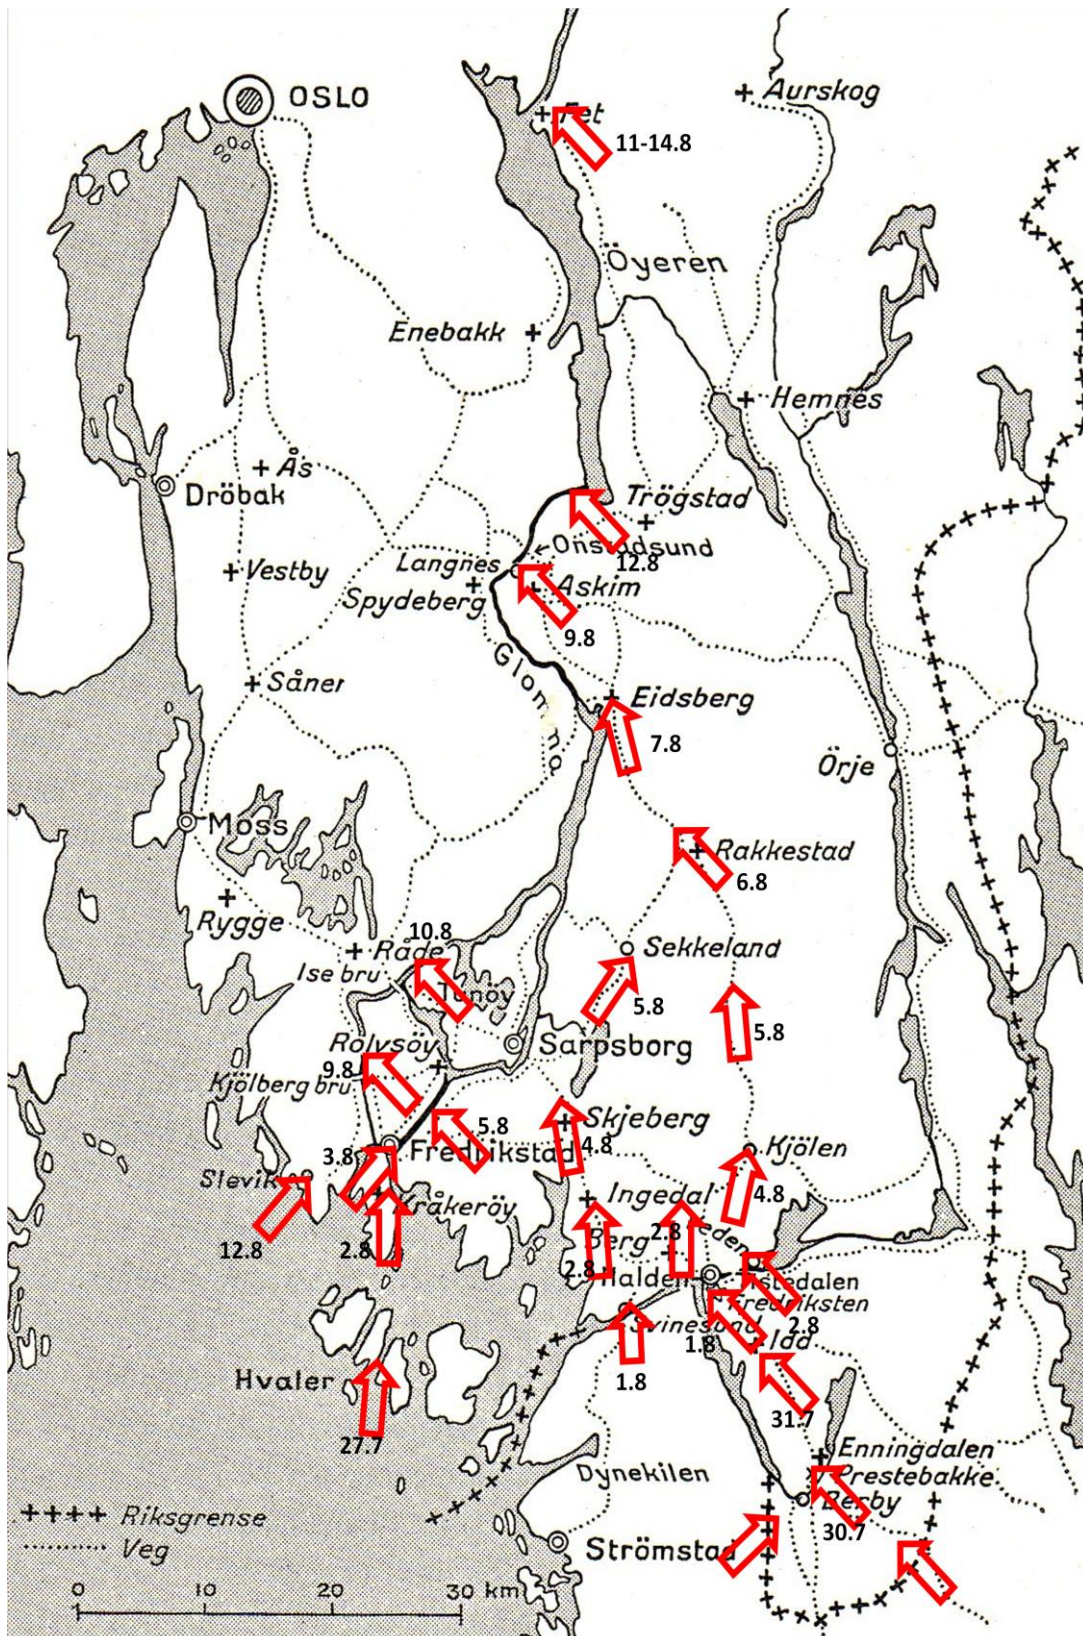 OSLO
Aurskog
Fet
11-14.8
Öyeren
Enebakk
Hemnes
Ås
Dröbak
Trögstad
Onstadsund
12.8
Langnes
Vestby
Askim
Spydeberg
9.8
Glomma
Såner
Eidsberg
7.8
Örje
Moss
Rakkestad
6.8
Rygge
10.8
Råde
Sekkeland
Ise bru
Tunöy
5.8
5.8
Sarpsborg
Rolvsöy
9.8
Kjölberg bru
5.8
Skjeberg
4.8
3.8
Fredrikstad
Kjölen
Slevik
Kråkeröy
Ingedal
4.8
12.8
2.8
2.8
Berg
2.8
Halden
Tistedalen
Fredriksten
2.8
Svinesund
1.8
Idd
1.8
Hvaler
31.7
27.7
Enningdalen
Prestebakke
Dynekilen
Berby
30.7
++++ Riksgrense
Veg
Strömstad
0 10 20 30 km